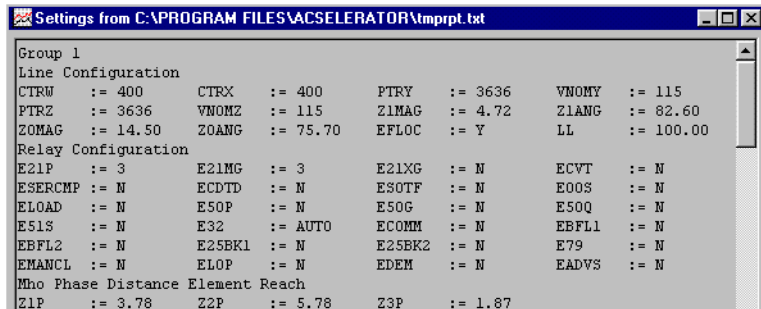 Settings from C:\PROGRAM FILES\ACSELERATOR\tmprpt.txt
Group 1
Line Configuration
CTRW := 400 CTRX := 400 PTRY := 3636 VNOMY := 115
PTRZ := 3636 VNOMZ := 115 Z1MAG := 4.72 Z1ANG := 82.60
Z0MAG := 14.50 Z0ANG := 75.70 EFLOC := Y LL := 100.00
Relay Configuration
E21P := 3 E21MG := 3 E21XG := N ECVT := N
ESERCMP := N ECDTD := N ESOTF := N EOOS := N
ELOAD := N E50P := N E50G := N E50Q := N
E51S := N E32 := AUTO ECOMM := N EBFL1 := N
EBFL2 := N E25BK1 := N E25BK2 := N E79 := N
EMANCL := N ELOP := N EDEM := N EADVS := N
Mho Phase Distance Element Reach
Z1P := 3.78 Z2P := 5.78 Z3P := 1.87